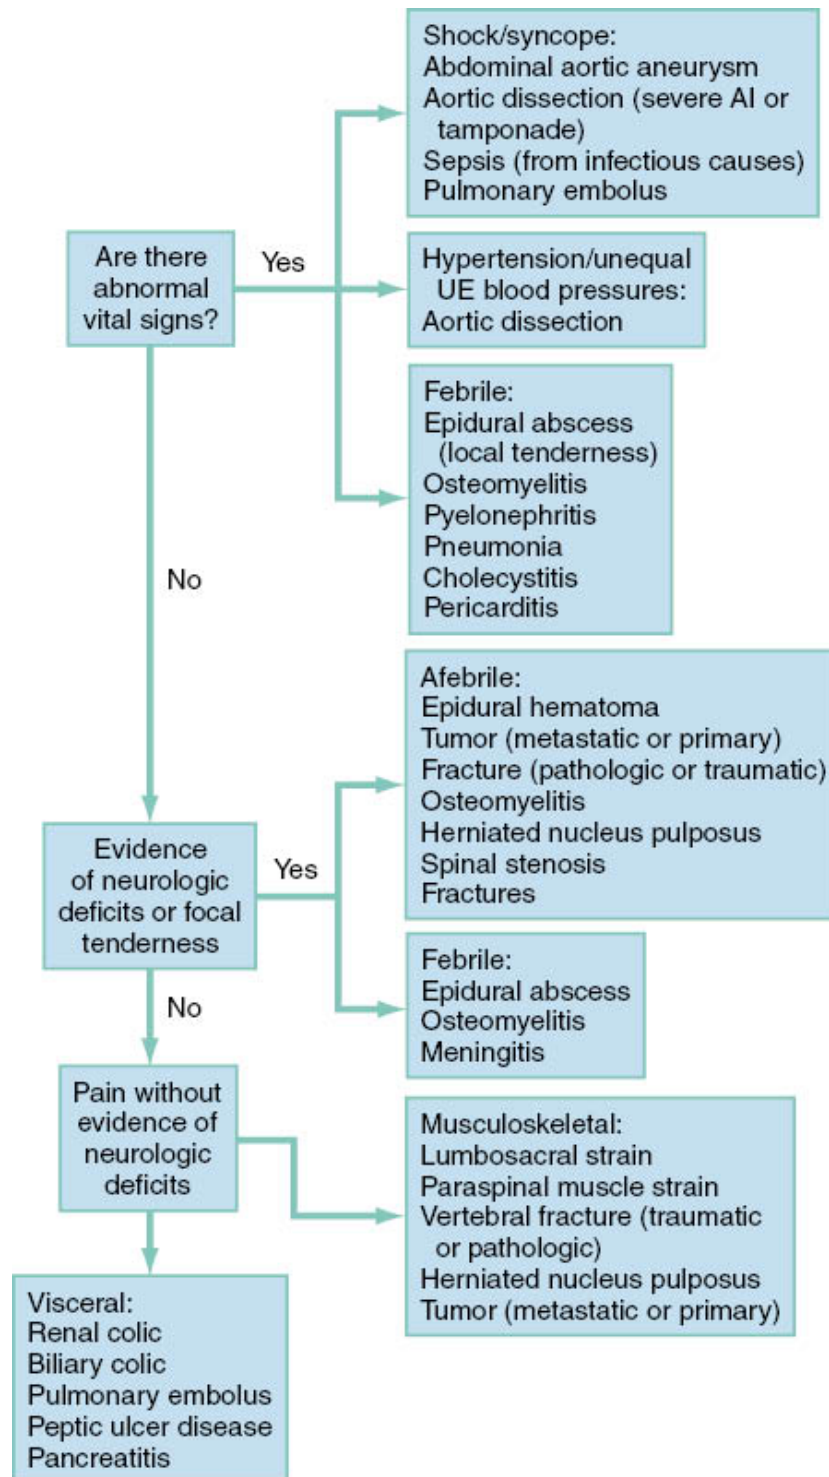 Shock/syncope:
Abdominal aortic aneurysm
Aortic dissection (severe AI or
tamponade)
Sepsis (from infectious causes)
Pulmonary embolus
Are there
abnormal
vital signs?
Yes
Hypertension/unequal
UE blood pressures:
Aortic dissection
Febrile:
Epidural abscess
(local tenderness)
Osteomyelitis
Pyelonephritis
Pneumonia
Cholecystitis
Pericarditis
No
Afebrile:
Epidural hematoma
Tumor (metastatic or primary)
Fracture (pathologic or traumatic)
Osteomyelitis
Herniated nucleus pulposus
Spinal stenosis
Fractures
Evidence
of neurologic
deficits or focal
tenderness
Yes
Febrile:
Epidural abscess
Osteomyelitis
Meningitis
No
Pain without
evidence of
neurologic
deficits
Musculoskeletal:
Lumbosacral strain
Paraspinal muscle strain
Vertebral fracture (traumatic
or pathologic)
Herniated nucleus pulposus
Tumor (metastatic or primary)
Visceral:
Renal colic
Biliary colic
Pulmonary embolus
Peptic ulcer disease
Pancreatitis